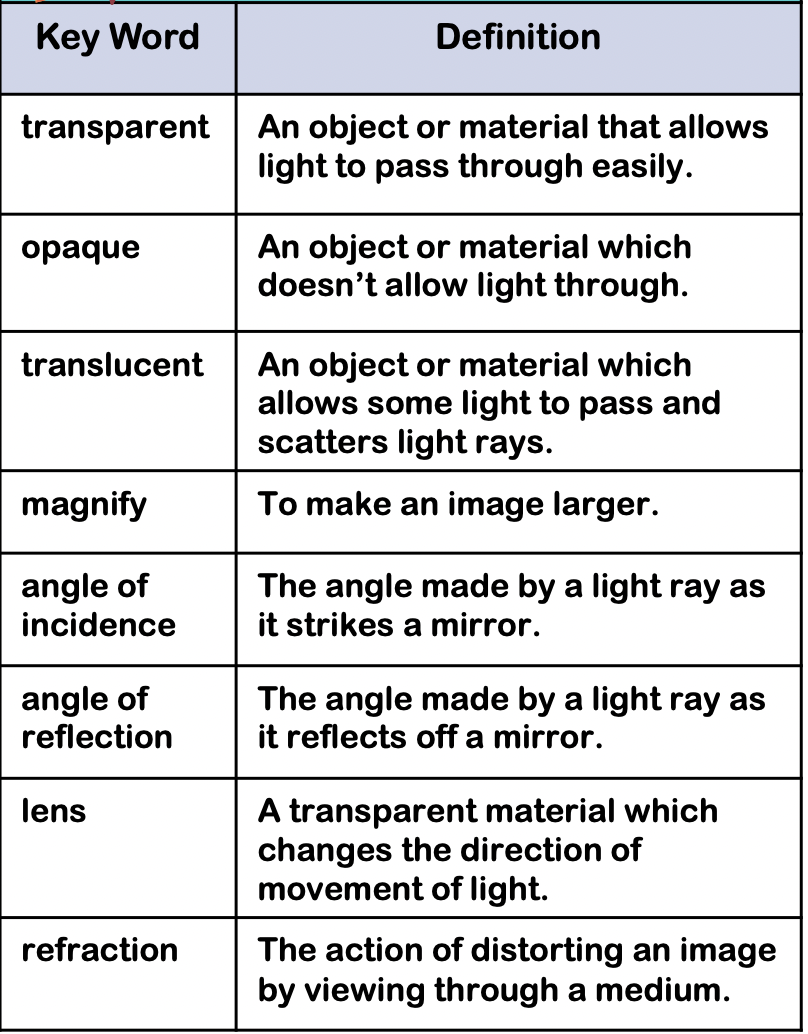 Key Word
Definition
transparent
An object or material that allows
light to pass through easily.
opaque
An object or material which
doesn’t allow light through.
translucent
An object or material which
allows some light to pass and
scatters light rays.
magnify
To make an image larger.
angle of
incidence
The angle made by a light ray as
it strikes a mirror.
angle of
reflection
The angle made by a light ray as
it reflects off a mirror.
lens
A transparent material which
changes the direction of
movement of light.
refraction
The action of distorting an image
by viewing through a medium.